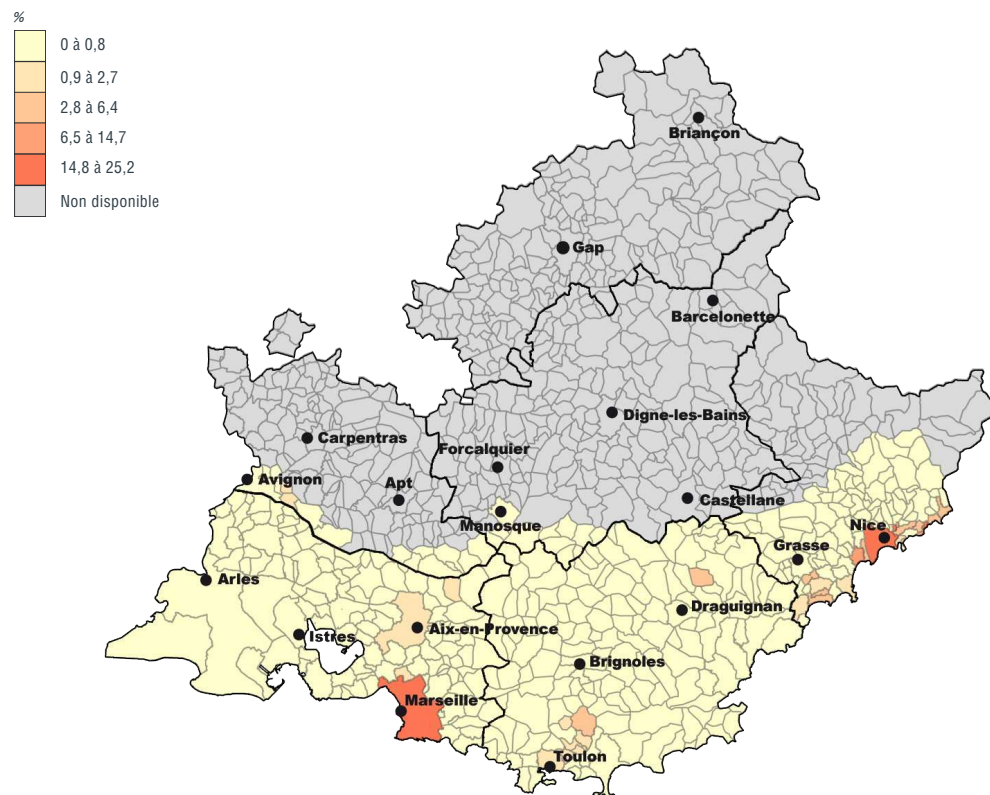 %
0 à 0,8
0,9 à 2,7
2,8 à 6,4
6,5 à 14,7
14,8 à 25,2
Non disponible
Briançon
Gap
Barcelonette
Digne-les-Bains
Carpentras
Forcalquier
Avignon
Apt
Castellane
Manosque
Nice
Grasse
Arles
Draguignan
Aix-en-Provence
Istres
Brignoles
Marseille
Toulon